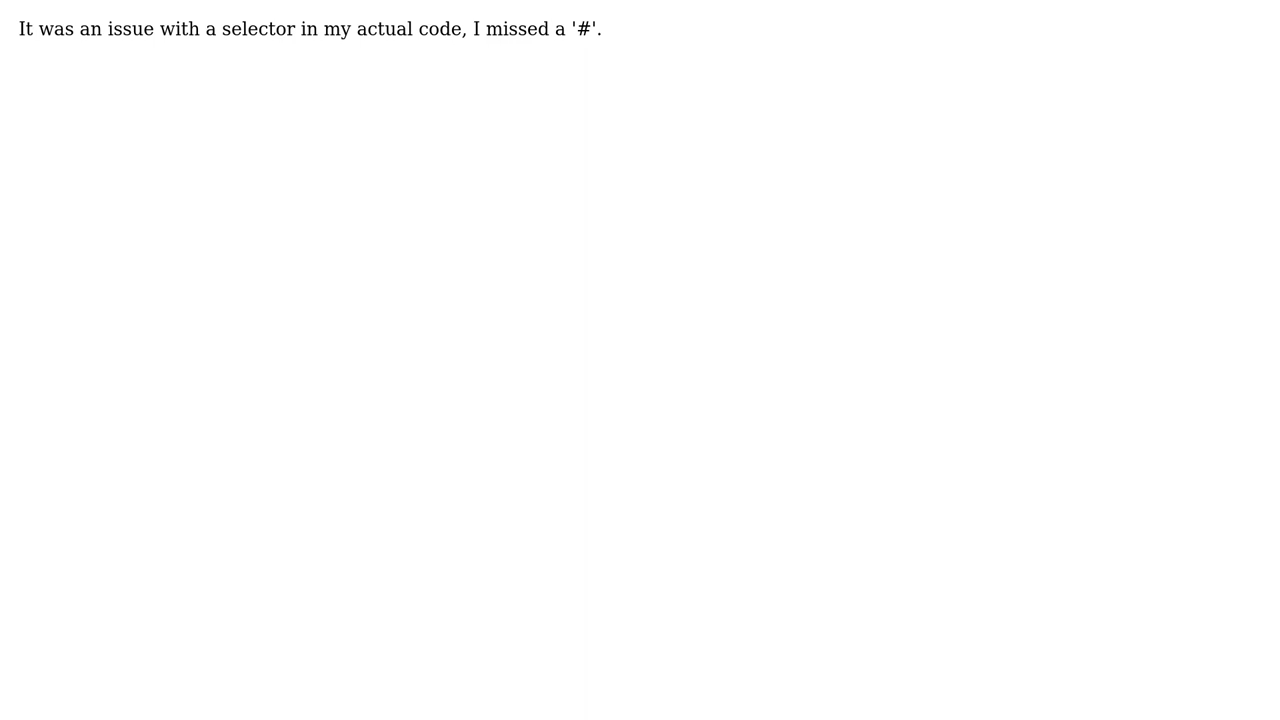 It was an issue with a selector in my actual code, I missed a '#'.